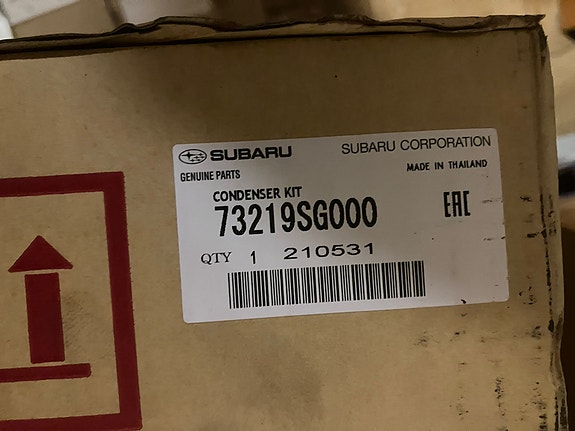 SUBARU SUBARU CORPORATION
GENUINE PARTS MADE IN THAILAND
CONDENSER KIT
73219SG000 EAC
QTY 1 210531